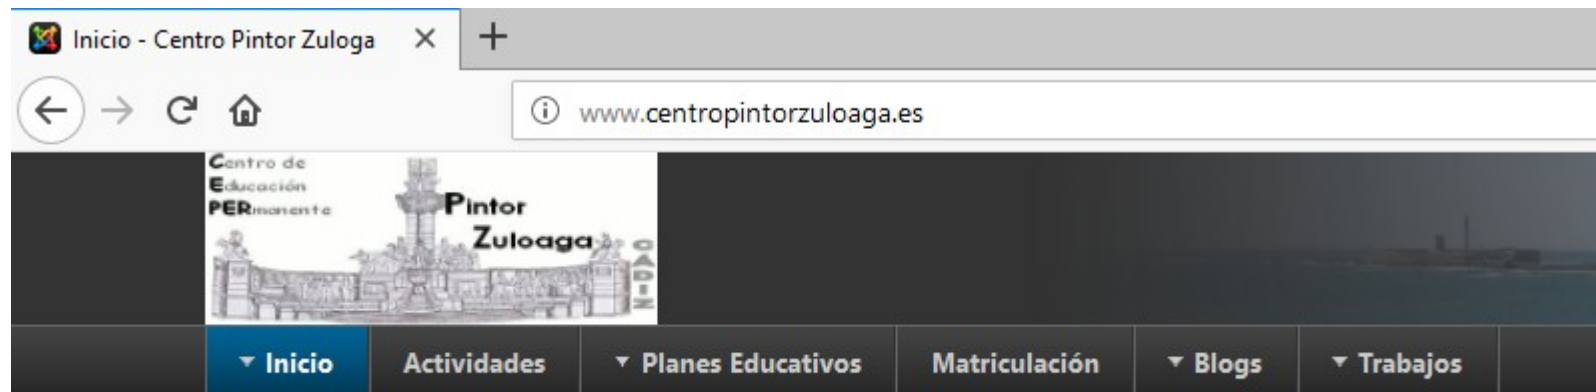 Inicio - Centro Pintor Zuloga
www.centropintorzuloaga.es
Centro de
Educación
PERmanente
Pintor
Zuloaga
CADIZ
Inicio Actividades Planes Educativos Matriculación Blogs Trabajos